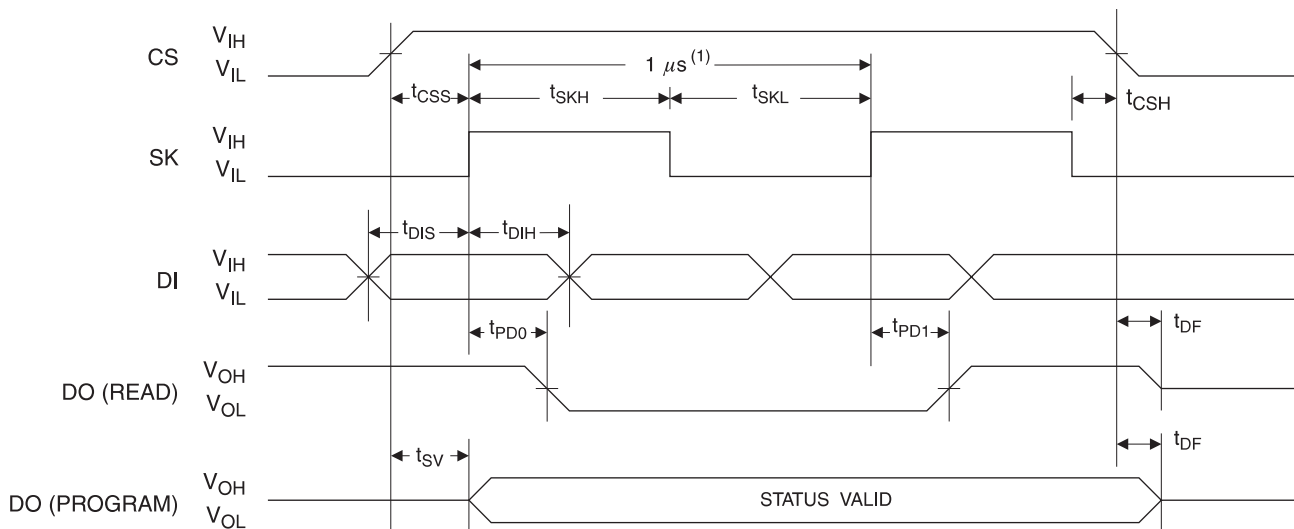 CS
V_IH
V_IL
1 μs (1)
t_CSS
t_SKH
t_SKL
t_CSH
SK
V_IH
V_IL
t_DIS
t_DIH
DI
V_IH
V_IL
t_PD0
t_PD1
t_DF
DO (READ)
V_OH
V_OL
t_SV
t_DF
DO (PROGRAM)
V_OH
V_OL
STATUS VALID